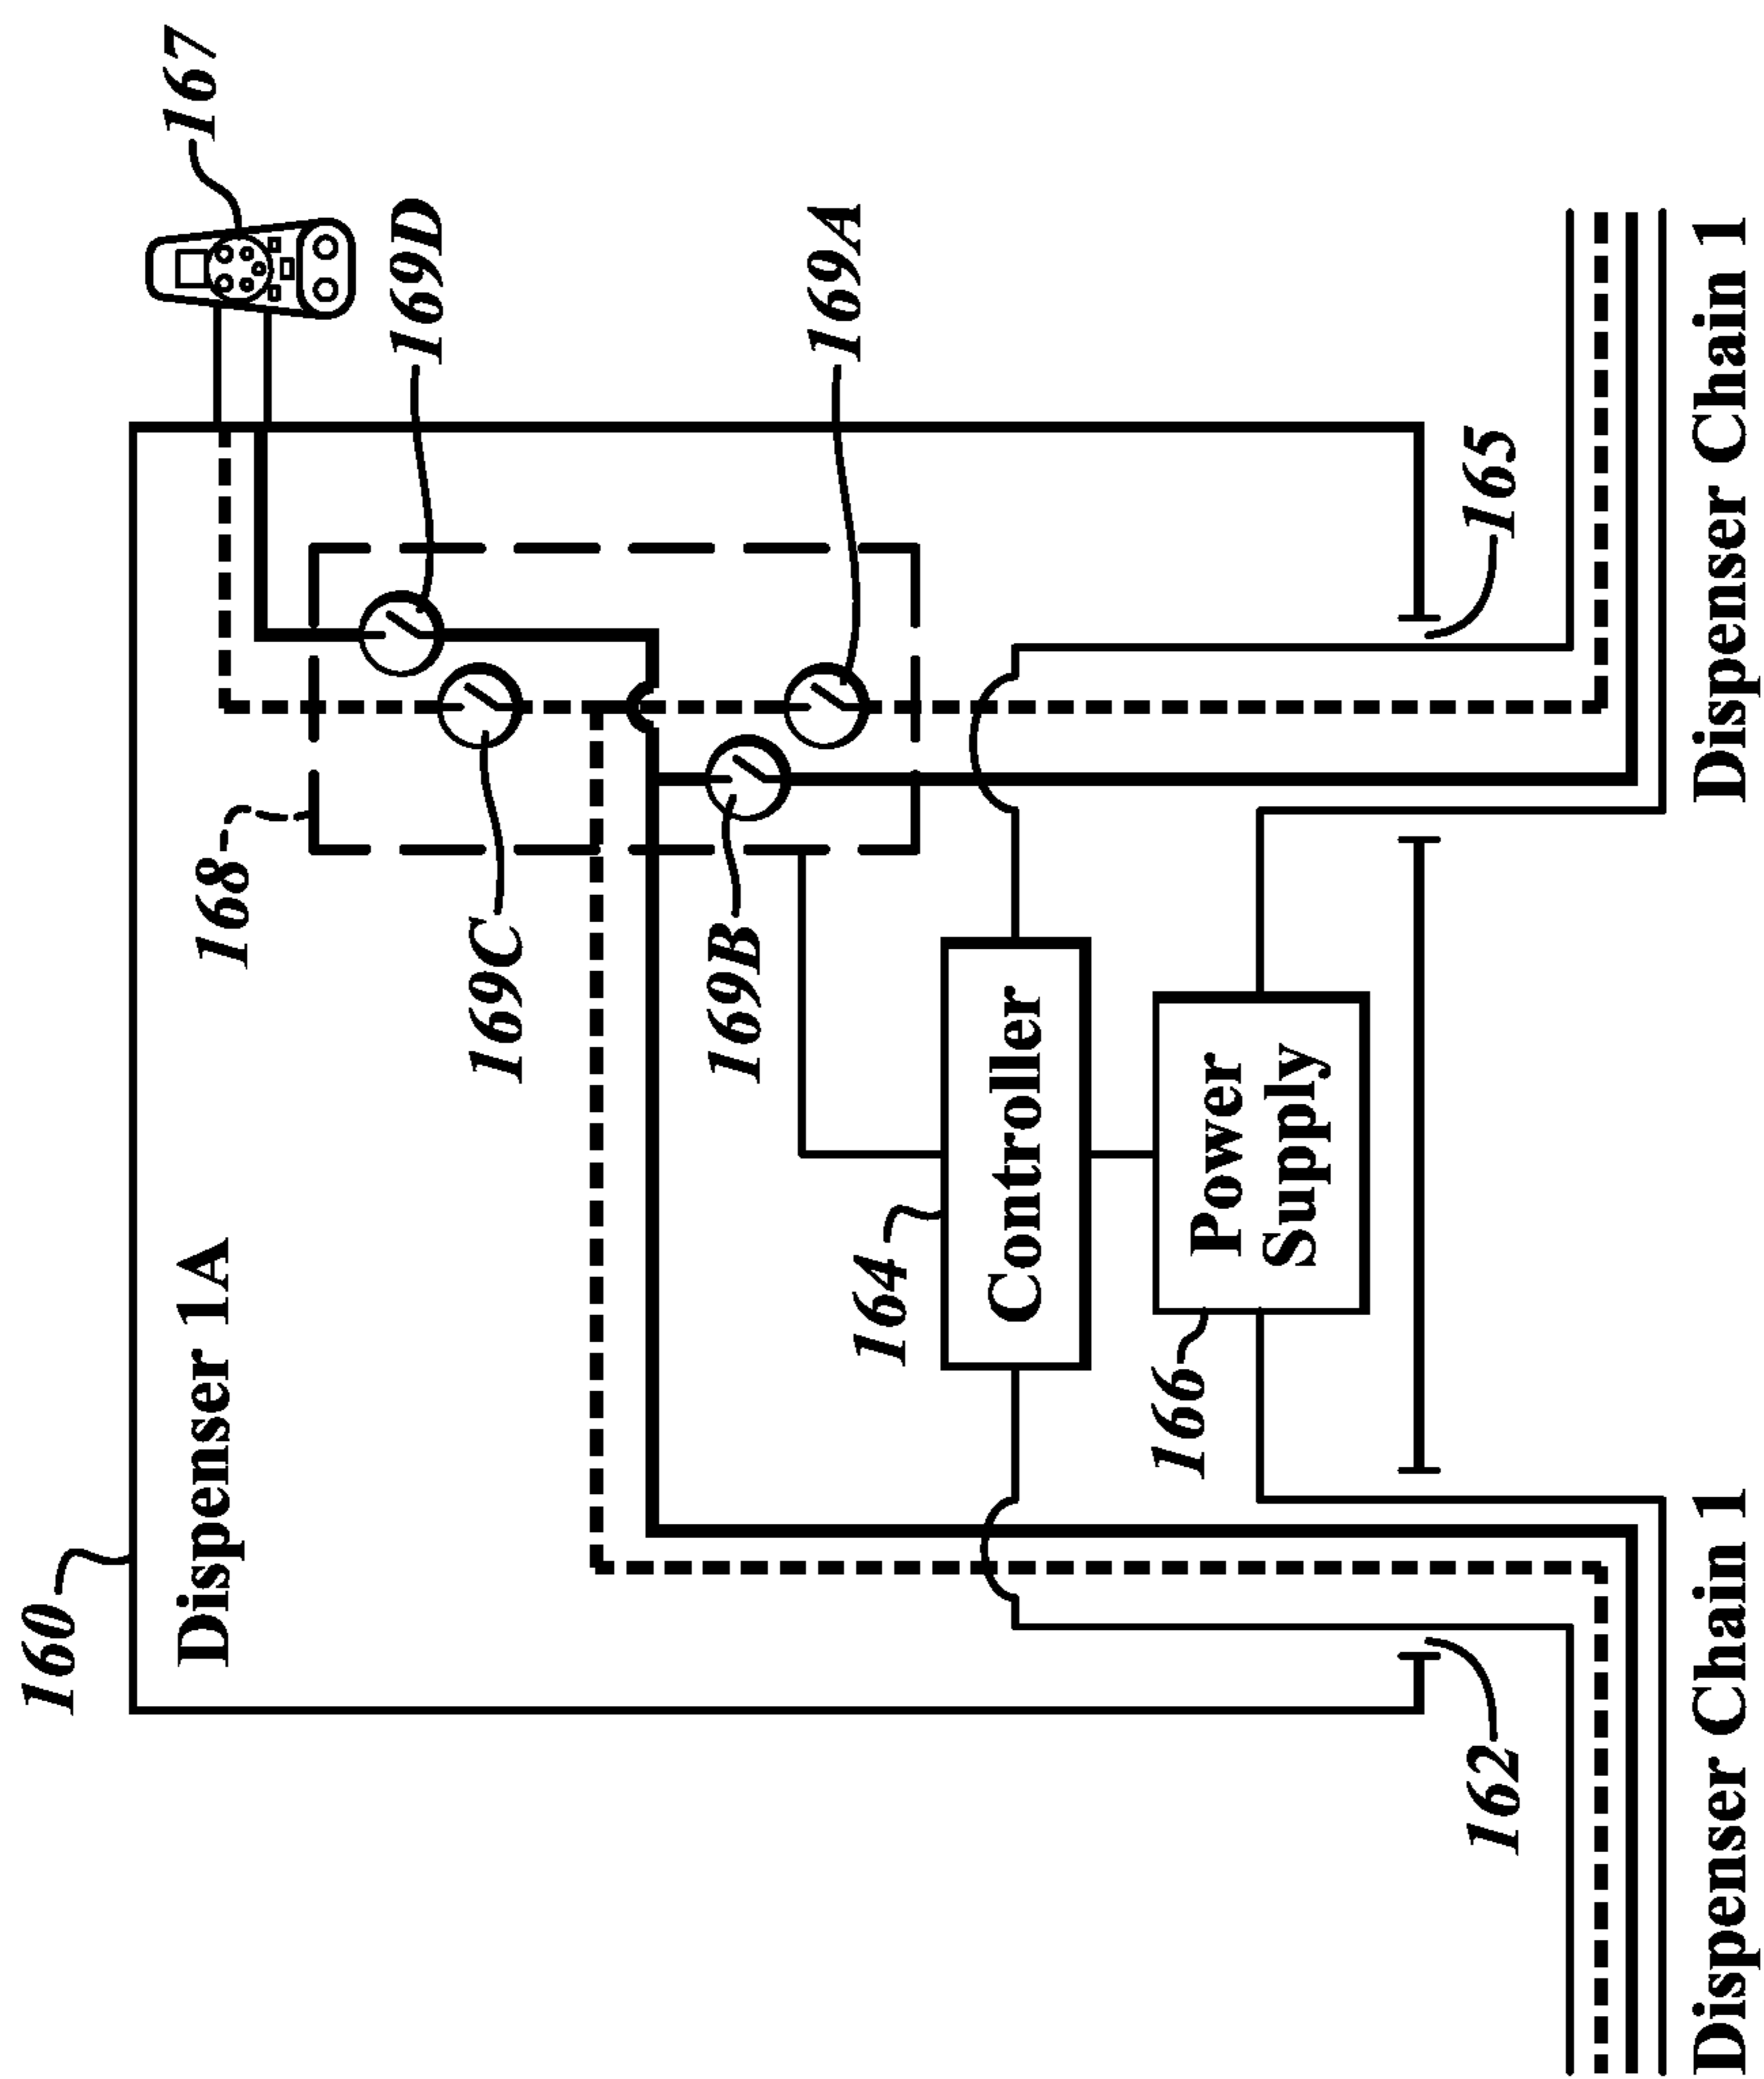 160
Dispenser 1A
168
167
169D
169C
169A
169B
164
Controller
166
Power
Supply
162
165
Dispenser Chain 1
Dispenser Chain 1